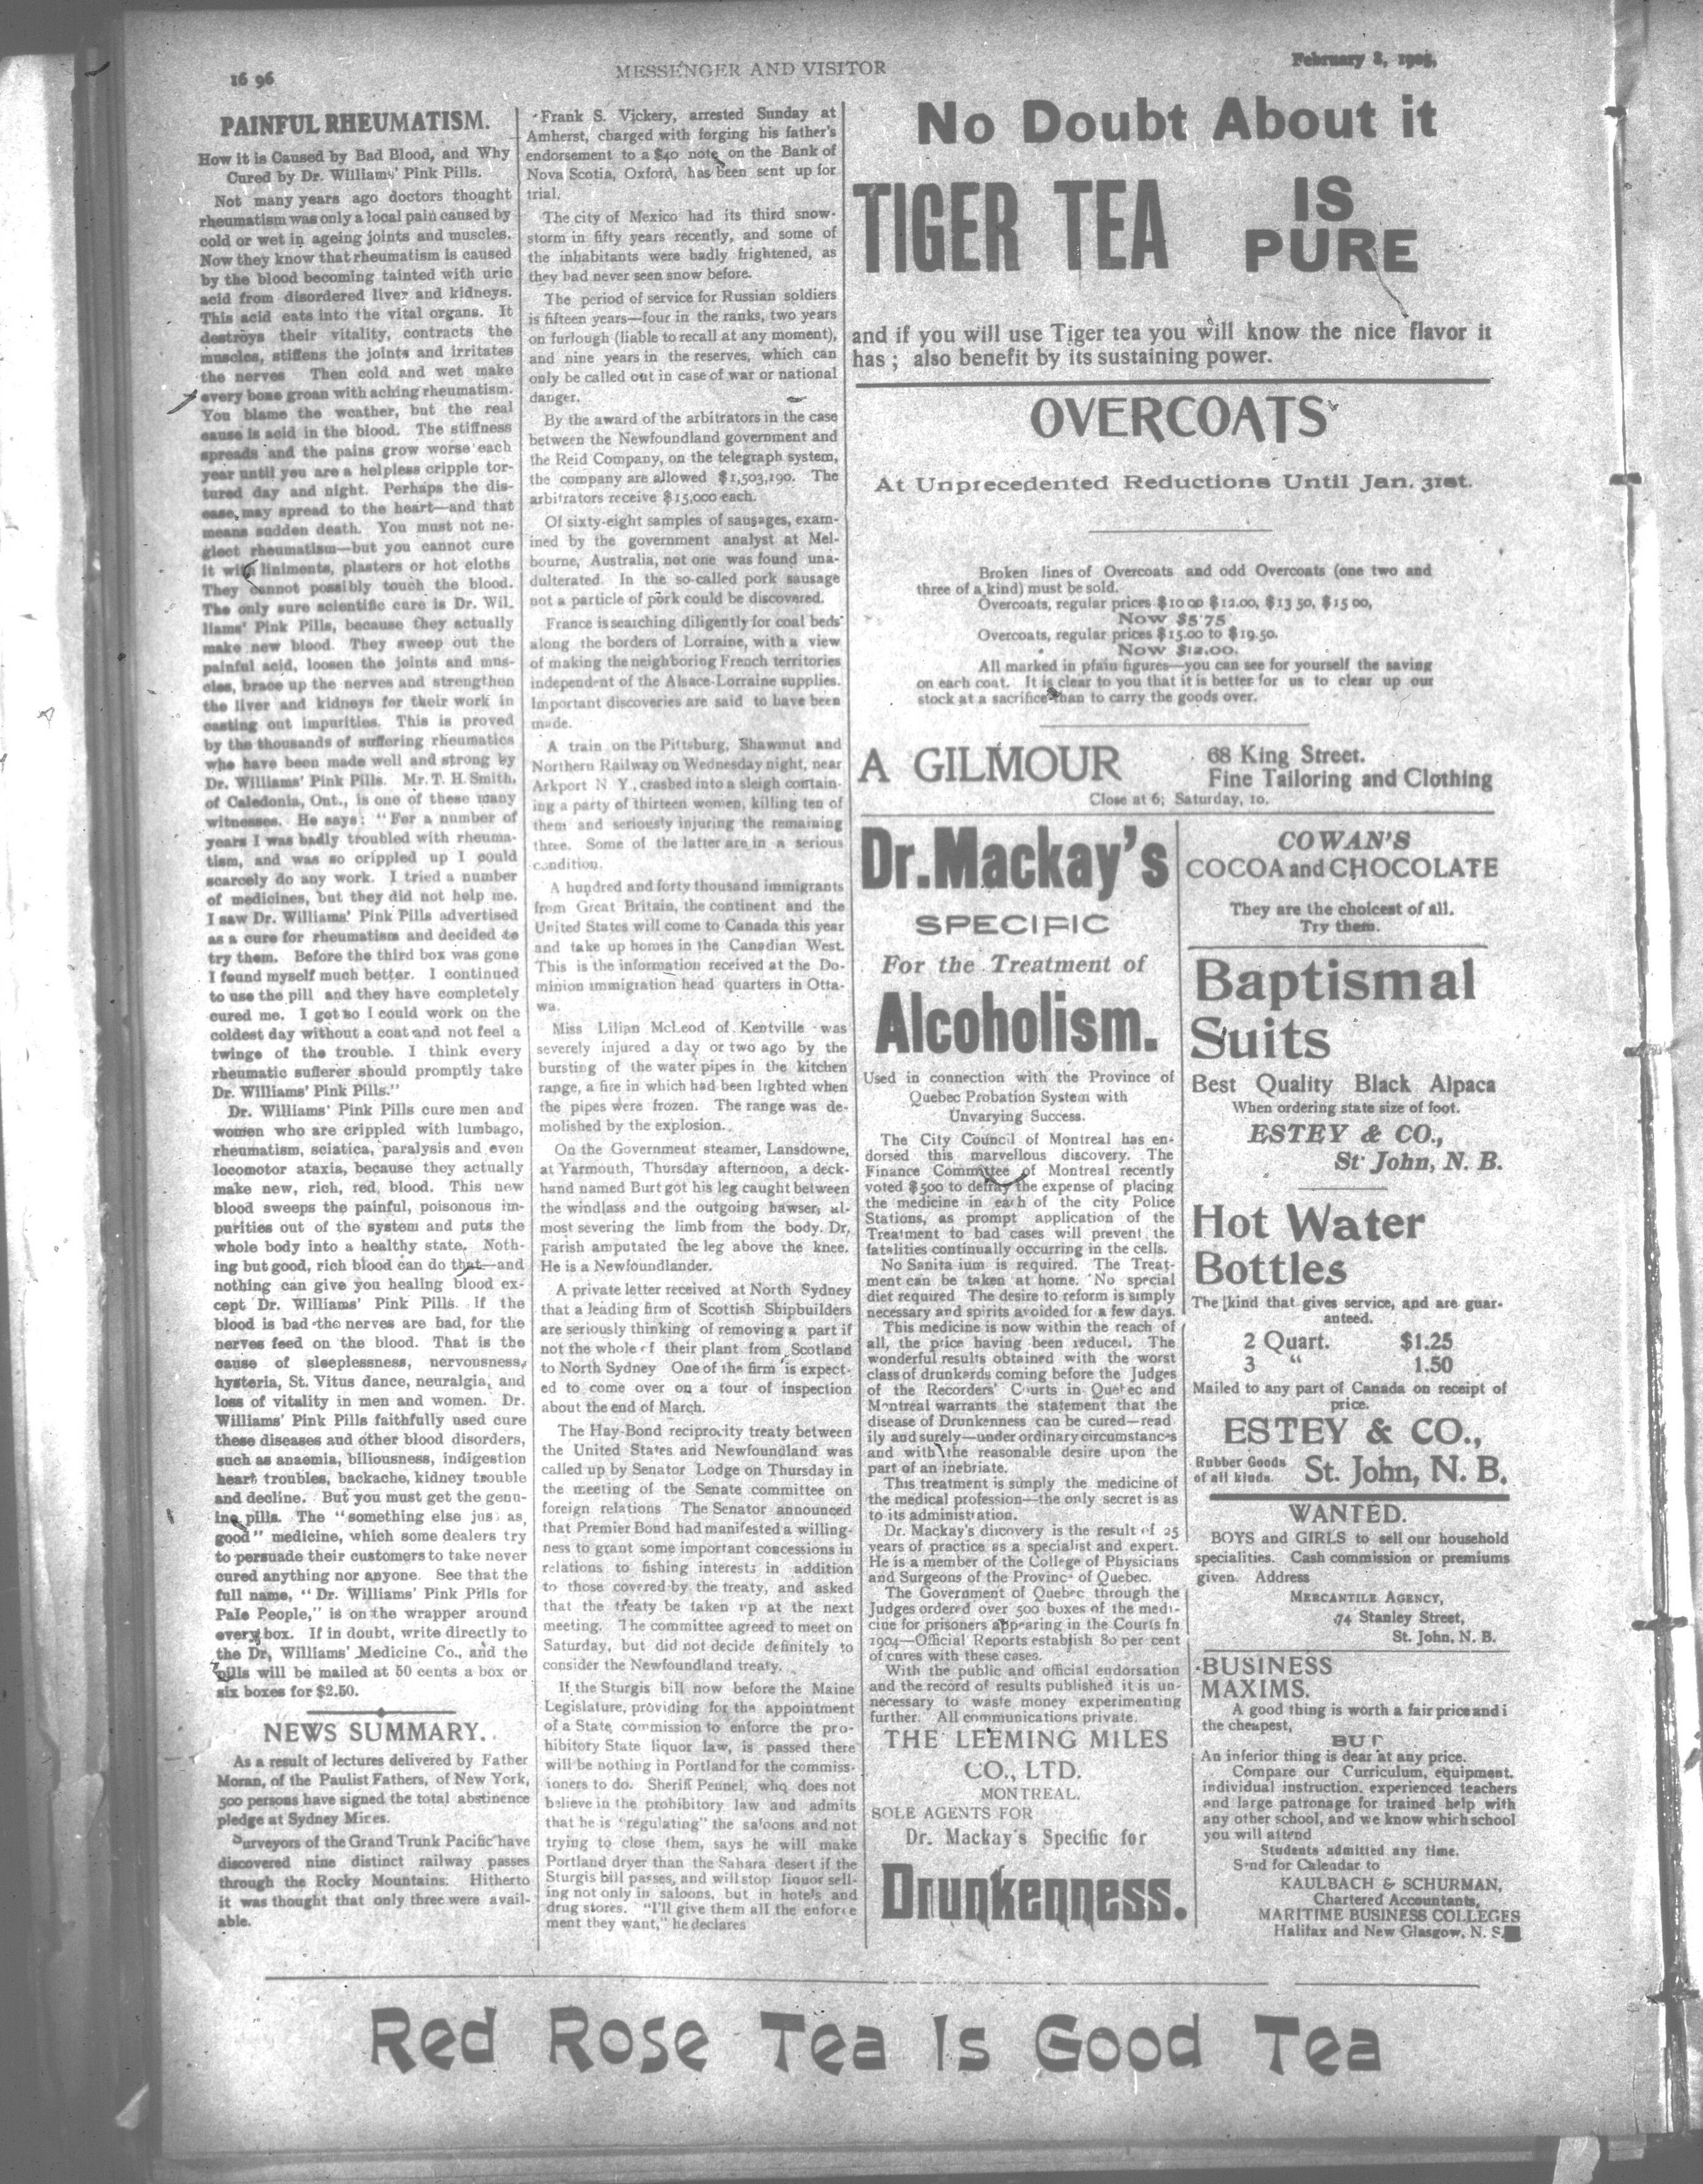 16 96
MESSENGER AND VISITOR
February 8, 1905.
PAINFUL RHEUMATISM.
How it is Caused by Bad Blood, and Why
Cured by Dr. Williams' Pink Pills.
Not many years ago doctors thought
rheumatism was only a local pain caused by
cold or wet in ageing joints and muscles.
Now they know that rheumatism is caused
by the blood becoming tainted with uric
acid from disordered liver and kidneys.
This acid eats into the vital organs. It
destroys their vitality, contracts the
muscles, stiffens the joints and irritates
the nerves Then cold and wet make
every bone groan with aching rheumatism.
You blame the weather, but the real
cause is acid in the blood. The stiffness
spreads and the pains grow worse each
year until you are a helpless cripple tor-
tured day and night. Perhaps the dis-
ease, may spread to the heart—and that
means sudden death. You must not ne-
glect rheumatism—but you cannot cure
it with liniments, plasters or hot cloths
They cannot possibly touch the blood.
The only sure scientific cure is Dr. Wil.
liams' Pink Pills, because they actually
make new blood. They sweep out the
painful acid, loosen the joints and mus-
cles, brace up the nerves and strengthen
the liver and kidneys for their work in
casting out impurities. This is proved
by the thousands of suffering rheumatics
who have been made well and strong by
Dr. Williams' Pink Pills. Mr. T. H. Smith,
of Caledonia, Ont., is one of these many
witnesses. He says: "For a number of
years I was badly troubled with rheuma-
tism, and was so crippled up I could
scarcely do any work. I tried a number
of medicines, but they did not help me.
I saw Dr. Williams' Pink Pills advertised
as a cure for rheumatism and decided to
try them. Before the third box was gone
I found myself much better. I continued
to use the pill and they have completely
cured me. I got so I could work on the
coldest day without a coat and not feel a
twinge of the trouble. I think every
rheumatic sufferer should promptly take
Dr. Williams' Pink Pills."
Dr. Williams' Pink Pills cure men and
women who are crippled with lumbago,
rheumatism, sciatica, paralysis and even
locomotor ataxia, because they actually
make new, rich, red, blood. This new
blood sweeps the painful, poisonous im-
purities out of the system and puts the
whole body into a healthy state. Noth-
ing but good, rich blood can do that—and
nothing can give you healing blood ex-
cept Dr. Williams' Pink Pills. If the
blood is bad the nerves are bad, for the
nerves feed on the blood. That is the
cause of sleeplessness, nervousness,
hysteria, St. Vitus dance, neuralgia, and
loss of vitality in men and women. Dr.
Williams' Pink Pills faithfully used cure
these diseases and other blood disorders,
such as anaemia, biliousness, indigestion
heart troubles, backache, kidney trouble
and decline. But you must get the genu-
ine pills. The "something else jus as
good" medicine, which some dealers try
to persuade their customers to take never
cured anything nor anyone. See that the
full name, "Dr. Williams' Pink Pills for
Pale People," is on the wrapper around
every box. If in doubt, write directly to
the Dr, Williams' Medicine Co., and the
pills will be mailed at 50 cents a box or
six boxes for $2.50.
NEWS SUMMARY.
As a result of lectures delivered by Father
Moran, of the Paulist Fathers, of New York,
500 persons have signed the total abstinence
pledge at Sydney Mines.
Surveyors of the Grand Trunk Pacific have
discovered nine distinct railway passes
through the Rocky Mountains. Hitherto
it was thought that only three were avail-
able.
Frank S. Vickery, arrested Sunday at
Amherst, charged with forging his father's
endorsement to a $40 note on the Bank of
Nova Scotia, Oxford, has been sent up for
trial.
The city of Mexico had its third snow-
storm in fifty years recently, and some of
the inhabitants were badly frightened, as
they had never seen snow before.
The period of service for Russian soldiers
is fifteen years—four in the ranks, two years
on furlough (liable to recall at any moment),
and nine years in the reserves, which can
only be called out in case of war or national
danger.
By the award of the arbitrators in the case
between the Newfoundland government and
the Reid Company, on the telegraph system,
the company are allowed $1,503,190. The
arbitrators receive $15,000 each.
Of sixty-eight samples of sausages, exam-
ined by the government analyst at Mel-
bourne, Australia, not one was found una-
dulterated. In the so-called pork sausage
not a particle of pork could be discovered.
France is searching diligently for coal beds
along the borders of Lorraine, with a view
of making the neighboring French territories
independent of the Alsace-Lorraine supplies.
Important discoveries are said to have been
made.
A train on the Pittsburg, Shawmut and
Northern Railway on Wednesday night, near
Arkport N Y, crashed into a sleigh contain-
ing a party of thirteen women, killing ten of
them and seriously injuring the remaining
three. Some of the latter are in a serious
condition.
A hundred and forty thousand immigrants
from Great Britain, the continent and the
United States will come to Canada this year
and take up homes in the Canadian West.
This is the information received at the Do-
minion immigration head quarters in Otta-
wa.
Miss Lilian McLeod of Kentville was
severely injured a day or two ago by the
bursting of the water pipes in the kitchen
range, a fire in which had been lighted when
the pipes were frozen. The range was de-
molished by the explosion.
On the Government steamer, Lansdowne,
at Yarmouth, Thursday afternoon, a deck-
hand named Burt got his leg caught between
the windlass and the outgoing hawser, al-
most severing the limb from the body. Dr,
Farish amputated the leg above the knee.
He is a Newfoundlander.
A private letter received at North Sydney
that a leading firm of Scottish Shipbuilders
are seriously thinking of removing a part if
not the whole of their plant from Scotland
to North Sydney One of the firm is expect-
ed to come over on a tour of inspection
about the end of March.
The Hay-Bond reciprocity treaty between
the United States and Newfoundland was
called up by Senator Lodge on Thursday in
the meeting of the Senate committee on
foreign relations The Senator announced
that Premier Bond had manifested a willing-
ness to grant some important concessions in
relations to fishing interests in addition
to those covered by the treaty, and asked
that the treaty be taken up at the next
meeting. The committee agreed to meet on
Saturday, but did not decide definitely to
consider the Newfoundland treaty.
If the Sturgis bill now before the Maine
Legislature, providing for the appointment
of a State commission to enforce the pro-
hibitory State liquor law, is passed there
will be nothing in Portland for the commiss-
ioners to do. Sheriff Pennel, who does not
believe in the prohibitory law and admits
that he is "regulating" the saloons and not
trying to close them, says he will make
Portland dryer than the Sahara desert if the
Sturgis bill passes, and will stop liquor sell-
ing not only in saloons, but in hotels and
drug stores. "I'll give them all the enforce
ment they want," he declares
No Doubt About it
TIGER TEA IS
PURE
and if you will use Tiger tea you will know the nice flavor it
has; also benefit by its sustaining power.
OVERCOATS
At Unprecedented Reductions Until Jan. 31st.
Broken lines of Overcoats and odd Overcoats (one two and
three of a kind) must be sold.
Overcoats, regular prices $10 00 $12.00, $13 50, $15 00,
Now $8 75
Overcoats, regular prices $15.00 to $19.50.
Now $12.00.
All marked in plain figures—you can see for yourself the saving
on each coat. It is clear to you that it is better for us to clear up our
stock at a sacrifice than to carry the goods over.
A GILMOUR
68 King Street.
Fine Tailoring and Clothing
Close at 6; Saturday, 10.
Dr. Mackay's
SPECIFIC
For the Treatment of
Alcoholism.
Used in connection with the Province of
Quebec Probation System with
Unvarying Success.
The City Council of Montreal has en-
dorsed this marvellous discovery. The
Finance Committee of Montreal recently
voted $500 to defray the expense of placing
the medicine in each of the city Police
Stations, as prompt application of the
Treatment to bad cases will prevent the
fatalities continually occurring in the cells.
No Sanita ium is required. The Treat-
ment can be taken at home. No special
diet required The desire to reform is simply
necessary and spirits avoided for a few days.
This medicine is now within the reach of
all, the price having been reduced. The
wonderful results obtained with the worst
class of drunkards coming before the Judges
of the Recorders' Courts in Quebec and
Montreal warrants the statement that the
disease of Drunkenness can be cured—read
ily and surely—under ordinary circumstances
and with the reasonable desire upon the
part of an inebriate.
This treatment is simply the medicine of
the medical profession—the only secret is as
to its administration.
Dr. Mackay's discovery is the result of 25
years of practice as a specialist and expert.
He is a member of the College of Physicians
and Surgeons of the Province of Quebec.
The Government of Quebec through the
Judges ordered over 500 boxes of the medi-
cine for prisoners appearing in the Courts in
1904—Official Reports establish 80 per cent
of cures with these cases.
With the public and official endorsation
and the record of results published it is un-
necessary to waste money experimenting
further. All communications private.
THE LEEMING MILES
CO., LTD.
MONTREAL.
SOLE AGENTS FOR
Dr. Mackay's Specific for
Drunkenness.
COWAN'S
COCOA and CHOCOLATE
They are the choicest of all.
Try them.
Baptismal
Suits
Best Quality Black Alpaca
When ordering state size of foot.
ESTEY & CO.,
St John, N. B.
Hot Water
Bottles
The kind that gives service, and are guar-
anteed.
2 Quart. $1.25
3 " 1.50
Mailed to any part of Canada on receipt of
price.
ESTEY & CO.,
Rubber Goods
of all kinds. St. John, N. B.
WANTED.
BOYS and GIRLS to sell our household
specialities. Cash commission or premiums
given. Address
MERCANTILE AGENCY,
74 Stanley Street,
St. John, N. B.
BUSINESS
MAXIMS.
A good thing is worth a fair price and i
the cheapest,
BUT
An inferior thing is dear at any price.
Compare our Curriculum, equipment,
individual instruction, experienced teachers
and large patronage for trained help with
any other school, and we know which school
you will attend
Students admitted any time.
Send for Calendar to
KAULBACH & SCHURMAN,
Chartered Accountants,
MARITIME BUSINESS COLLEGES
Halifax and New Glasgow, N. S.
Red Rose Tea Is Good Tea